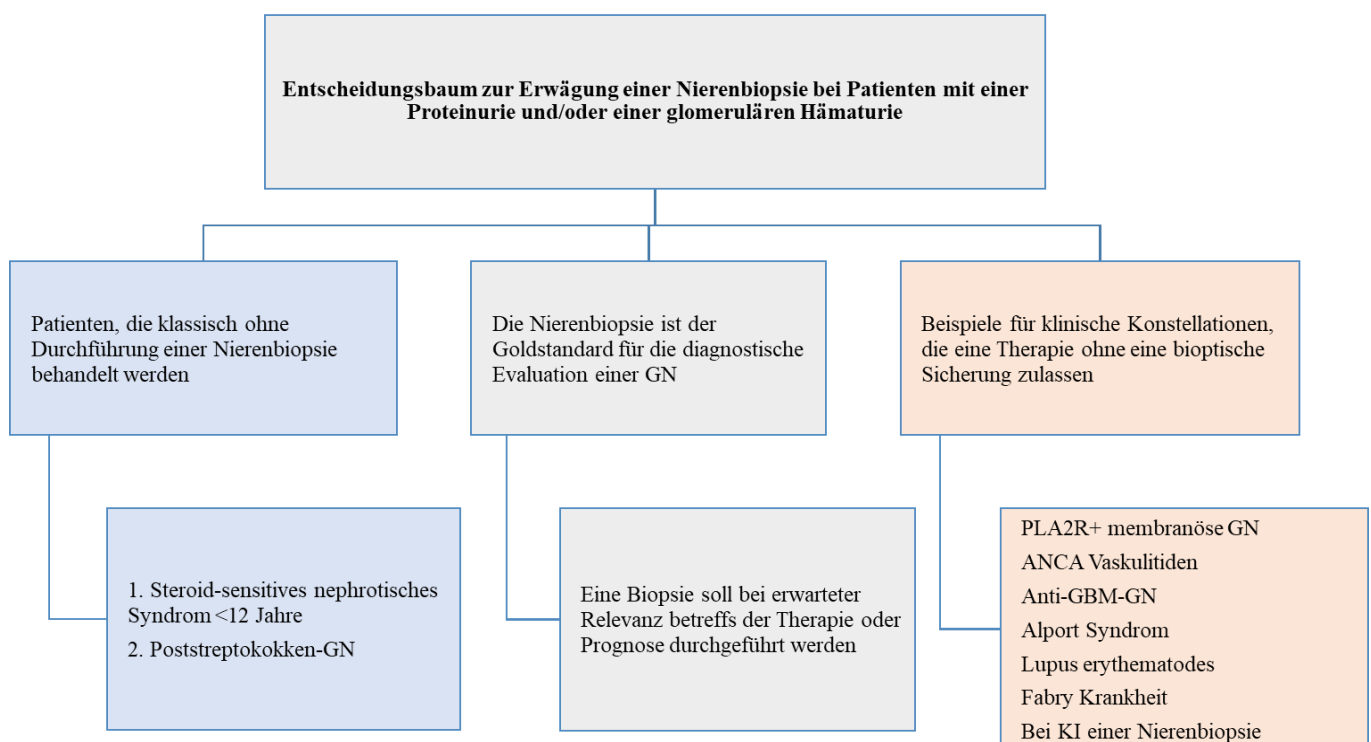 Entscheidungsbaum zur Erwägung einer Nierenbiopsie bei Patienten mit einer
Proteinurie und/oder einer glomerulären Hämaturie
Patienten, die klassisch ohne
Durchführung einer Nierenbiopsie
behandelt werden
Die Nierenbiopsie ist der
Goldstandard für die diagnostische
Evaluation einer GN
Beispiele für klinische Konstellationen,
die eine Therapie ohne eine bioptische
Sicherung zulassen
1. Steroid-sensitives nephrotisches
Syndrom <12 Jahre
2. Poststreptokokken-GN
Eine Biopsie soll bei erwarteter
Relevanz betreffs der Therapie oder
Prognose durchgeführt werden
PLA2R+ membranöse GN
ANCA Vaskulitiden
Anti-GBM-GN
Alport Syndrom
Lupus erythematodes
Fabry Krankheit
Bei KI einer Nierenbiopsie